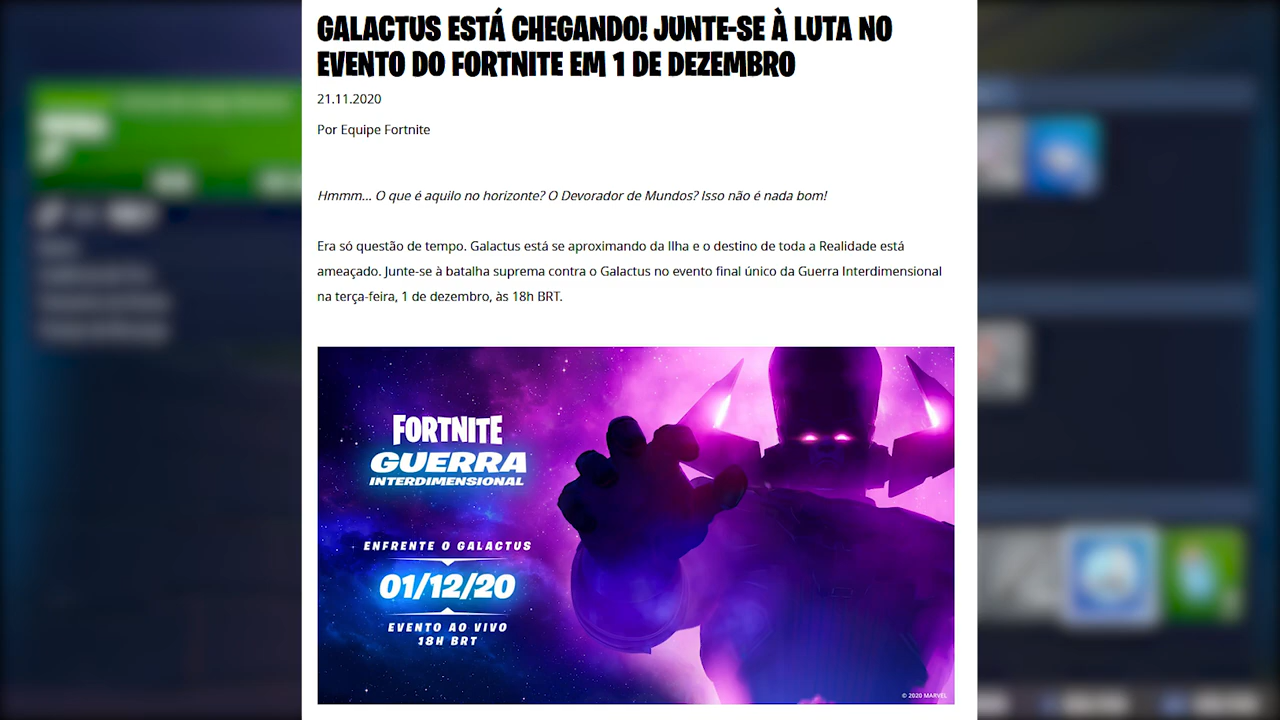 GALACTUS ESTÁ CHEGANDO! JUNTE-SE À LUTA NO
EVENTO DO FORTNITE EM 1 DE DEZEMBRO
21.11.2020
Por Equipe Fortnite
Hmmm... O que é aquilo no horizonte? O Devorador de Mundos? Isso não é nada bom!
Era só questão de tempo. Galactus está se aproximando da Ilha e o destino de toda a Realidade está
ameaçado. Junte-se à batalha suprema contra o Galactus no evento final único da Guerra Interdimensional
na terça-feira, 1 de dezembro, às 18h BRT.
FORTNITE
GUERRA
INTERDIMENSIONAL
ENFRENTE O GALACTUS
01/12/20
EVENTO AO VIVO
18H BRT
© 2020 MARVEL